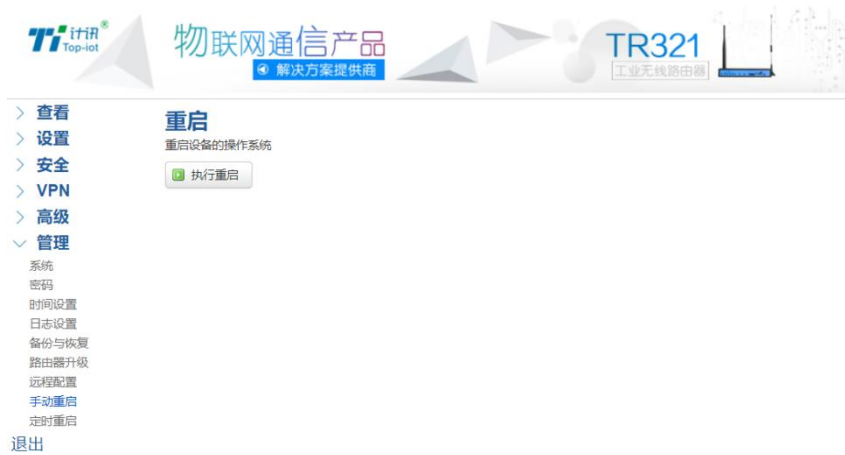 计讯®
Top-iot
物联网通信产品
解决方案提供商
TR321
工业无线路由器
查看
设置
安全
VPN
高级
管理
系统
密码
时间设置
日志设置
备份与恢复
路由器升级
远程配置
手动重启
定时重启
退出
重启
重启设备的操作系统
执行重启